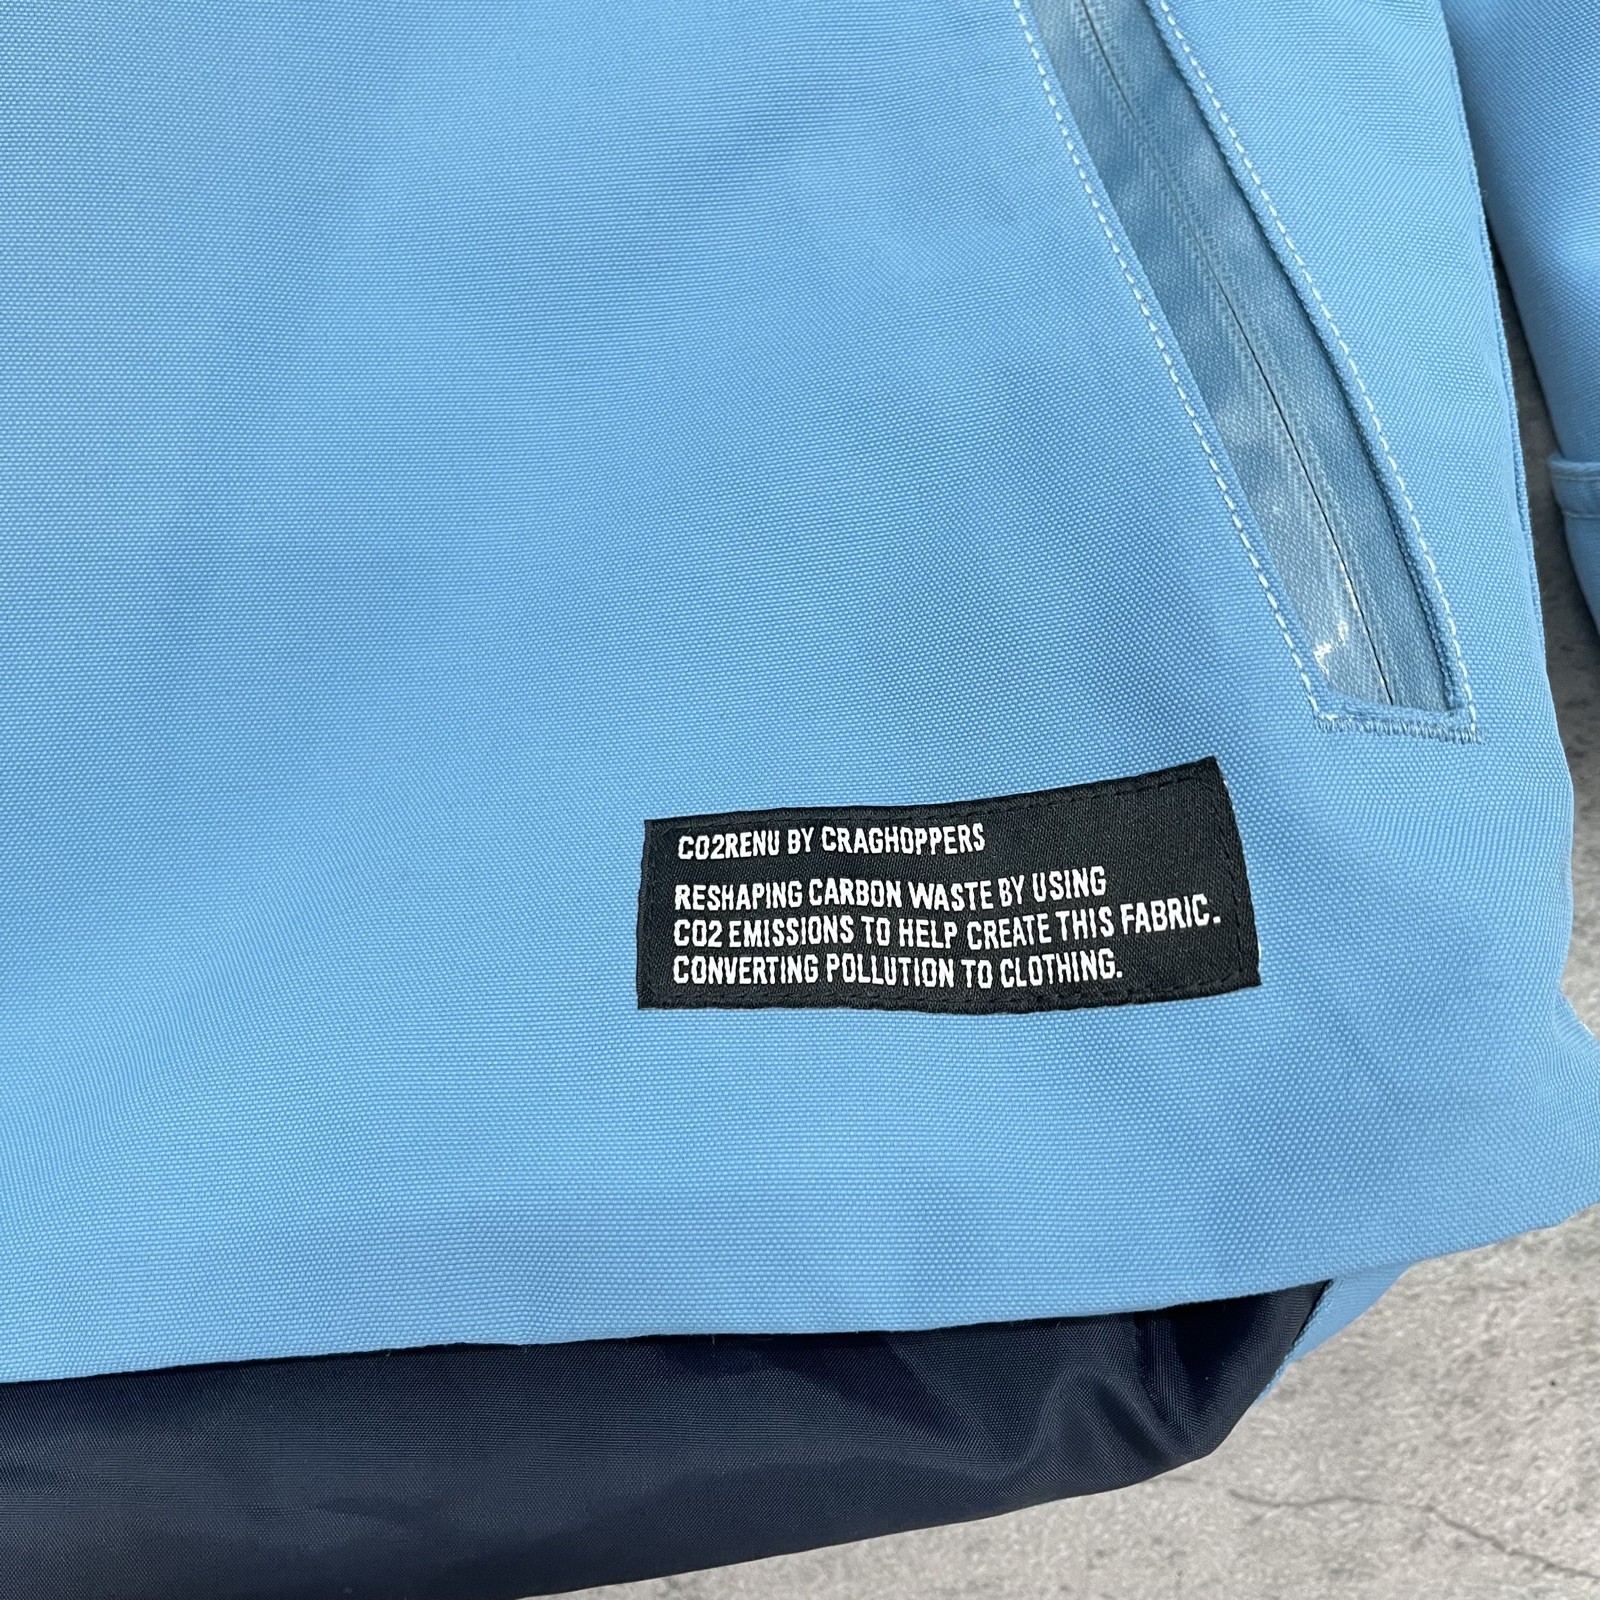 CO2RENU BY CRAGHOPPERS
RESHAPING CARBON WASTE BY USING
CO2 EMISSIONS TO HELP CREATE THIS FABRIC.
CONVERTING POLLUTION TO CLOTHING.